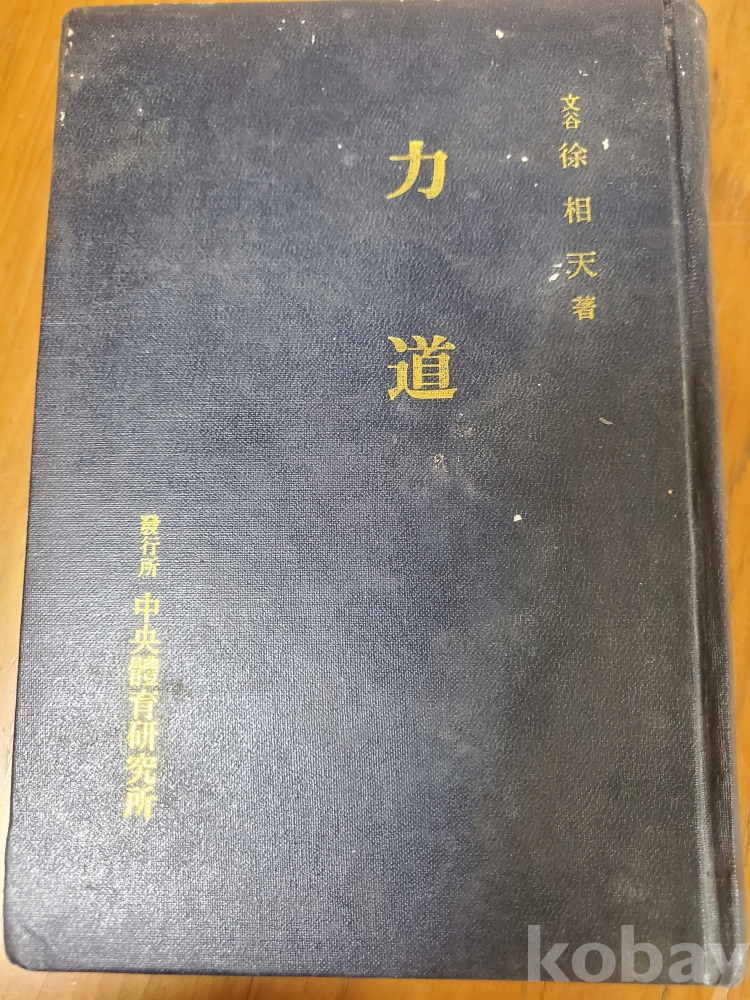 文谷 徐相天著
力道
發行所 中央體育研究所
kobay